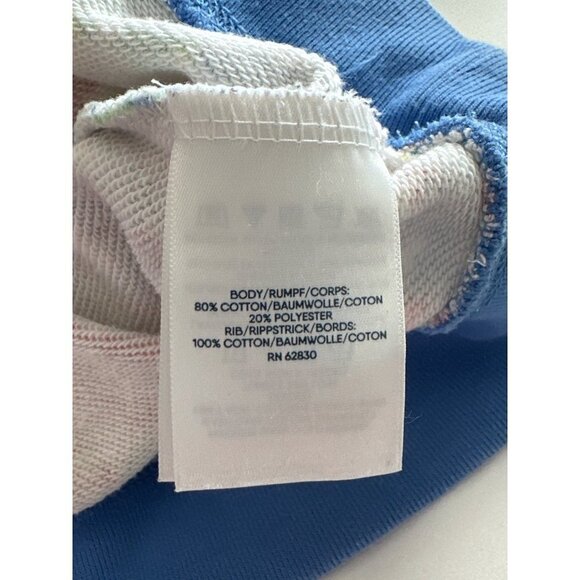 BODY/RUMPF/CORPS:
80% COTTON/BAUMWOLLE/COTON
20% POLYESTER
RIB/RIPPSTRICK/BORDS:
100% COTTON/BAUMWOLLE/COTON
RN 62830